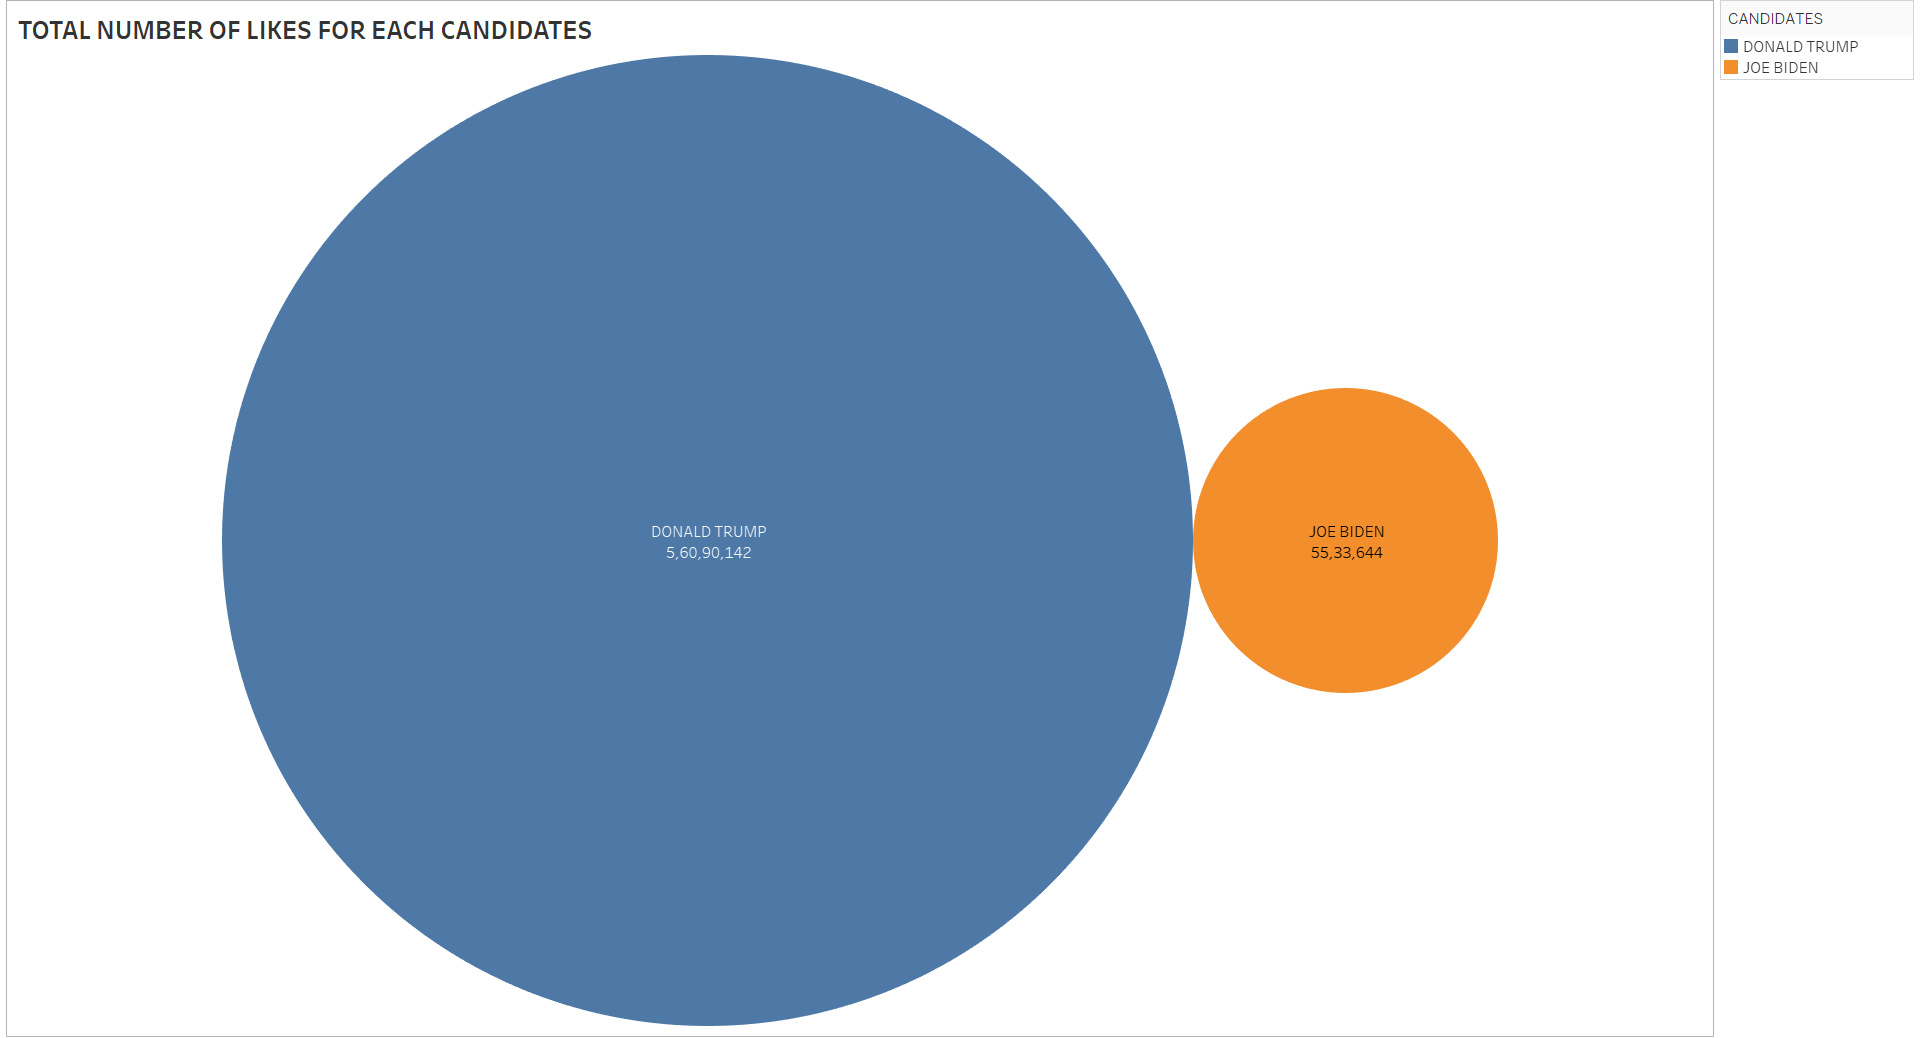 TOTAL NUMBER OF LIKES FOR EACH CANDIDATES
CANDIDATES
DONALD TRUMP
JOE BIDEN
DONALD TRUMP
5,60,90,142
JOE BIDEN
55,33,644